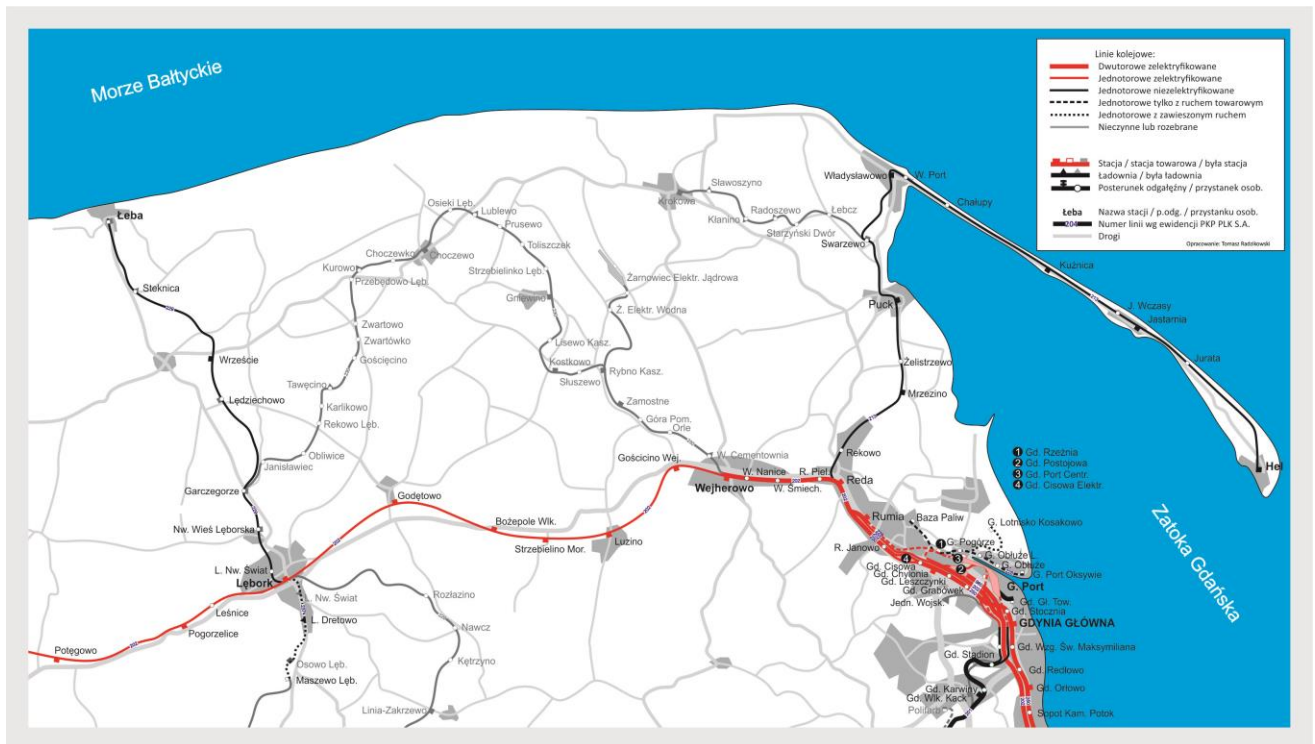 Morze Bałtyckie
Linie kolejowe:
Dwutorowe zelektryfikowane
Jednotorowe zelektryfikowane
Jednotorowe niezelektryfikowane
Jednotorowe tylko z ruchem towarowym
Jednotorowe z zawieszonym ruchem
Nieczynne lub rozebrane
Stacja / stacja towarowa / była stacja
Ładownia / była ładownia
Posterunek odgałęźny / przystanek osob.
Łeba Nazwa stacji / p.odg. / przystanku osob.
204 Numer linii wg ewidencji PKP PLK S.A.
Drogi
Opracowanie: Tomasz Radziłowski
Władysławowo
W. Port
Chałupy
Sławoszyno
Krokowa
Kłanino
Radoszewo
Łebcz
Starzyński Dwór
Swarzewo
Osieki Lęb.
Lublewo
Prusewo
Łeba
Toliszczek
Choczewko
Choczewo
Kurowo
Przebędowo Lęb.
Strzebielinko Lęb.
Żarnowiec Elektr. Jądrowa
Kuźnica
Steknica
Gniewino
Ż. Elektr. Wodna
Puck
J. Wczasy
Jastarnia
Zwartowo
Zwartówko
Gościęcino
Lisewo Kasz.
Kostkowo
Słuszewo
Rybno Kasz.
Wrzeście
Żelistrzewo
Jurata
Tawęcino
Lędziechowo
Karlikowo
Rekowo Lęb.
Zamostne
Mrzezino
Góra Pom.
Orle
Obliwice
Janisławiec
Gościcino Wej.
W. Cementownia
Rekowo
1 Gd. Rzeźnia
2 Gd. Postojowa
3 Gd. Port Centr.
4 Gd. Cisowa Elektr.
Hel
W. Nanice
R. Piel.
Wejherowo
W. Śmiech.
Reda
Garczegorze
Godętowo
Nw. Wieś Lęborska
Bożepole Wlk.
Strzebielino Mor.
Luzino
Rumia
Baza Paliw
G. Lotnisko Kosakowo
Zatoka Gdańska
R. Janowo
G. Pogórze
G. Obłuże L.
G. Obłuże
G. Port Oksywie
Gd. Cisowa
Gd. Chylonia
Gd. Leszczynki
Gd. Grabówek
G. Port
L. Nw. Świat
Lębork
Jedn. Wojsk.
Gd. Gł. Tow.
Gd. Stocznia
GDYNIA GŁÓWNA
L. Nw. Świat
Rozłazino
Leśnice
L. Dretowo
Pogorzelice
Nawcz
Gd. Wzg. Św. Maksymiliana
Potęgowo
Osowo Lęb.
Kętrzyno
Gd. Stadion
Gd. Redłowo
Maszewo Lęb.
Gd. Karwiny
Gd. Wlk. Kack
Gd. Orłowo
Linia-Zakrzewo
Sopot Kam. Potok
202
202
202
202